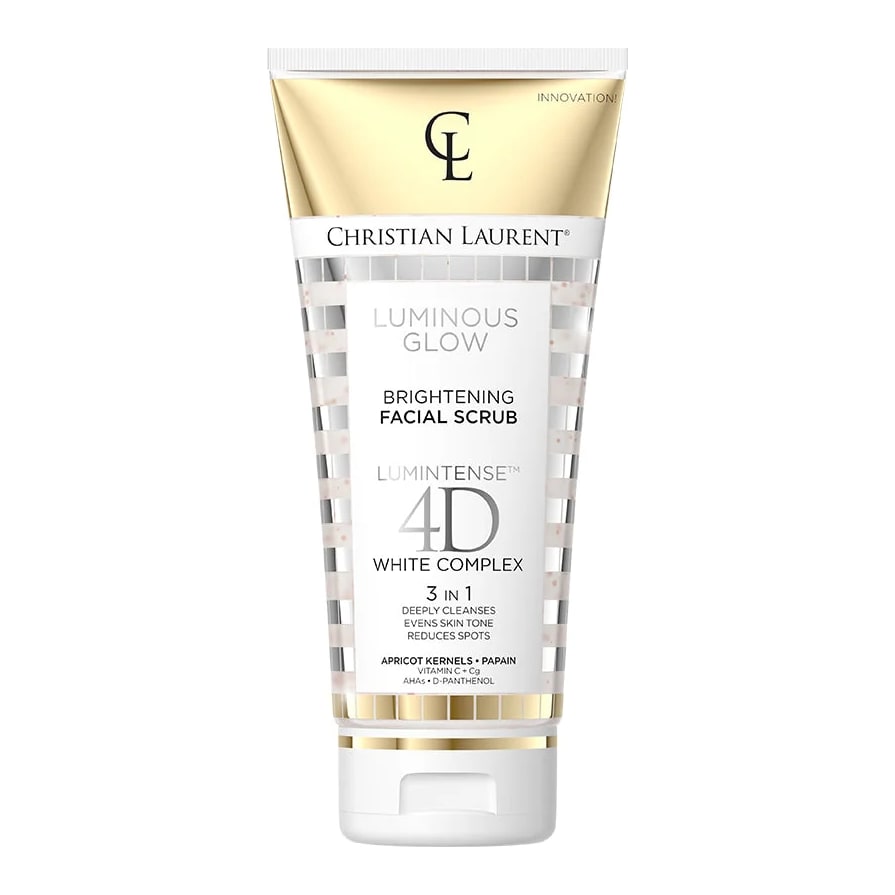 INNOVATION!
CL
CHRISTIAN LAURENT®
LUMINOUS
GLOW
BRIGHTENING
FACIAL SCRUB
LUMINTENSE™
4D
WHITE COMPLEX
3 IN 1
DEEPLY CLEANSES
EVENS SKIN TONE
REDUCES SPOTS
APRICOT KERNELS • PAPAIN
VITAMIN C + Cg
AHAs • D-PANTHENOL